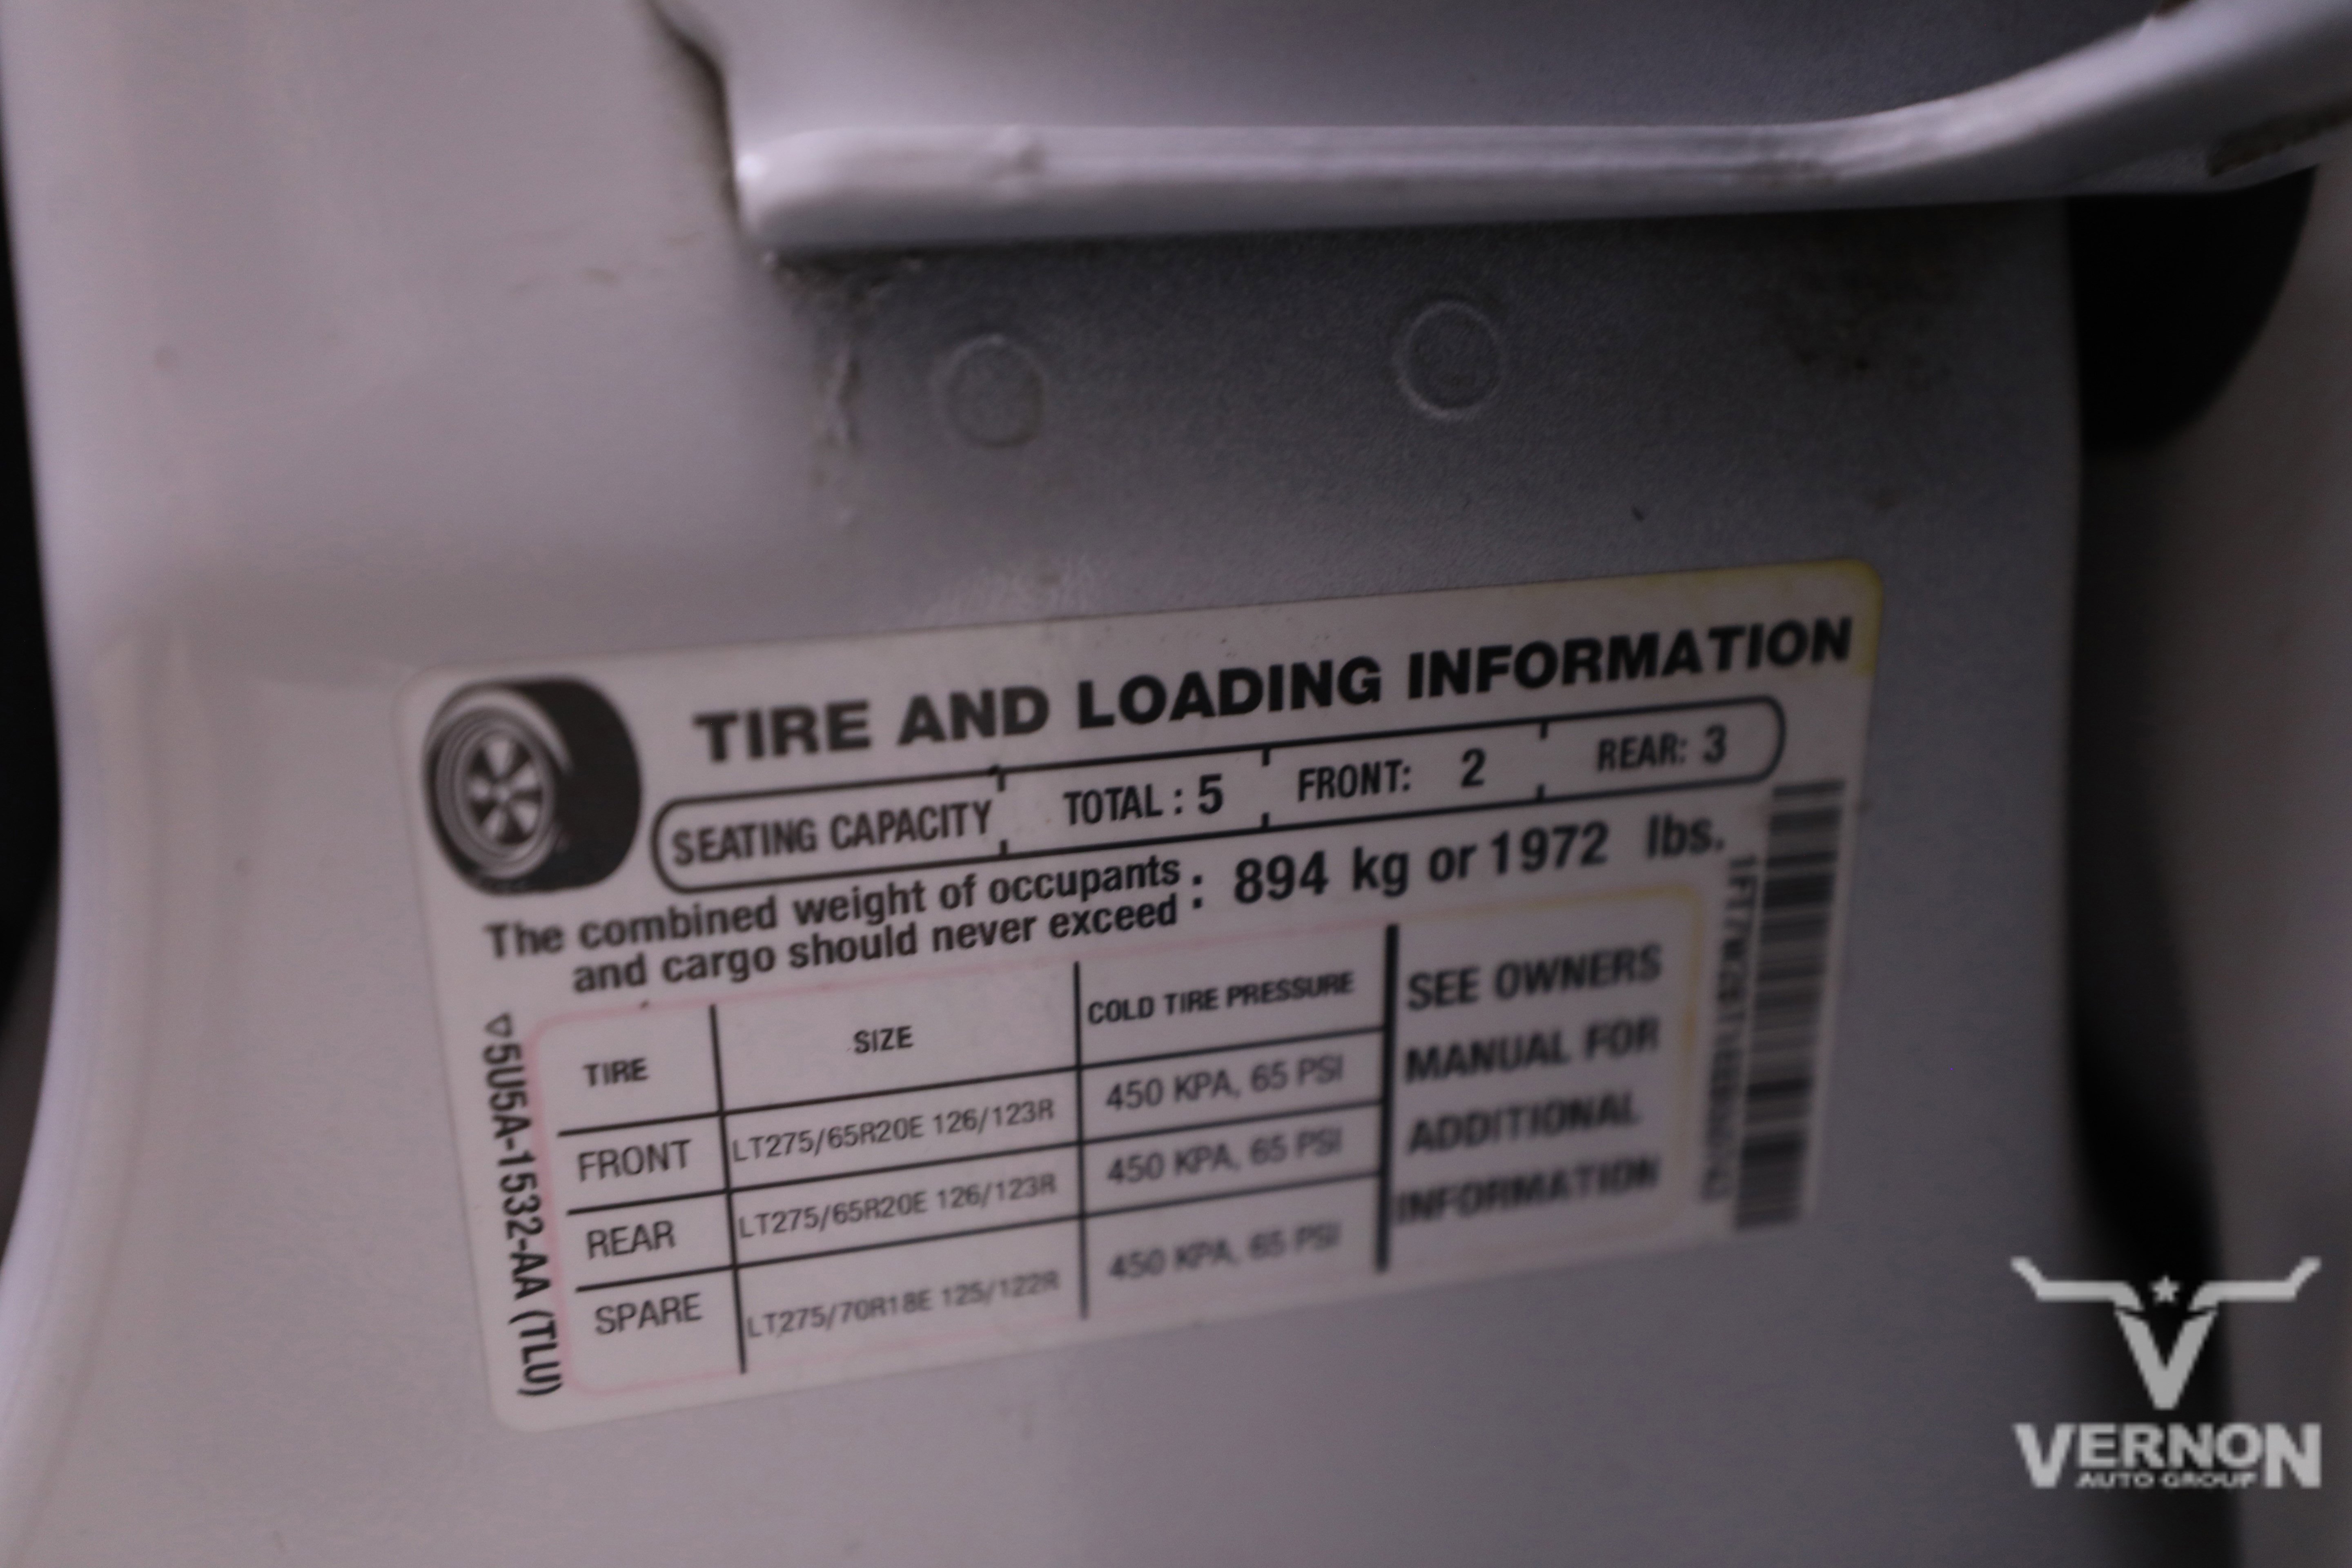 TIRE AND LOADING INFORMATION
SEATING CAPACITY TOTAL : 5 FRONT: 2 REAR: 3
The combined weight of occupants
and cargo should never exceed : 894 kg or 1972 lbs.
TIRE SIZE COLD TIRE PRESSURE
FRONT LT275/65R20E 126/123R 450 KPA, 65 PSI
REAR LT275/65R20E 126/123R 450 KPA, 65 PSI
SPARE LT275/70R18E 125/122R 450 KPA, 65 PSI
SEE OWNERS
MANUAL FOR
ADDITIONAL
INFORMATION
5U5A-1532-AA (TLU)
VERNON
AUTO GROUP